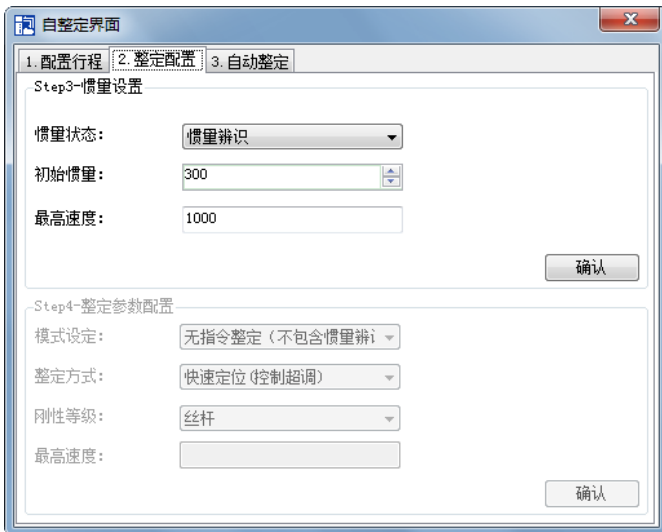 自整定界面
1.配置行程 2.整定配置 3.自动整定
Step3-惯量设置
惯量状态： 惯量辨识
初始惯量： 300
最高速度： 1000
确认
Step4-整定参数配置
模式设定： 无指令整定（不包含惯量辨
整定方式： 快速定位(控制超调)
刚性等级： 丝杆
最高速度：
确认